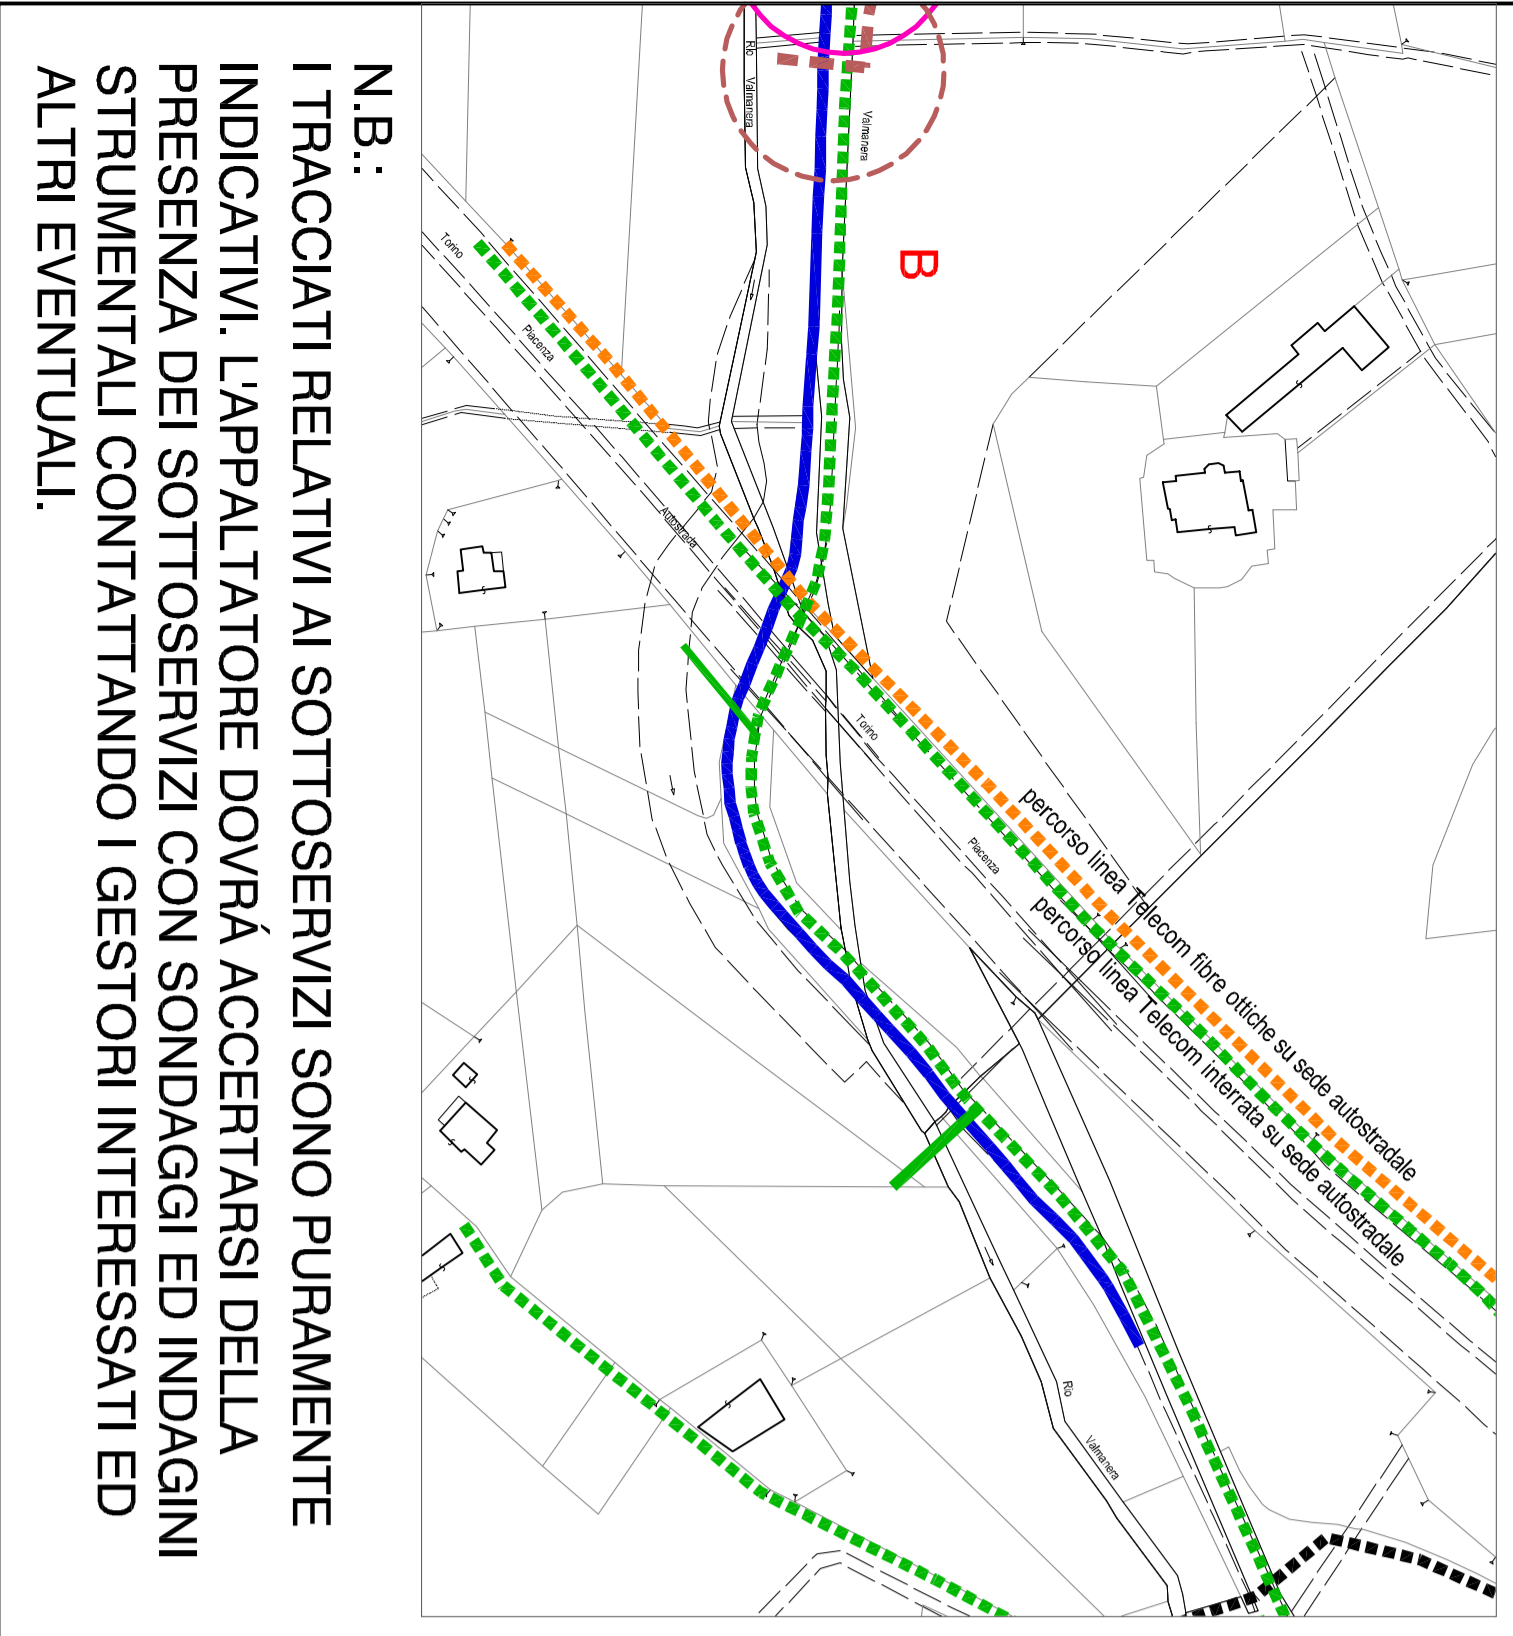 N.B.:
I TRACCIATI RELATIVI AI SOTTOSERVIZI SONO PURAMENTE
INDICATIVI. L'APPALTATORE DOVRÁ ACCERTARSI DELLA
PRESENZA DEI SOTTOSERVIZI CON SONDAGGI ED INDAGINI
STRUMENTALI CONTATTANDO I GESTORI INTERESSATI ED
ALTRI EVENTUALI.
B
Rio Valmanera
Valmanera
Torino
Piacenza
Autostrada
Torino
Piacenza
percorso linea Telecom fibre ottiche su sede autostradale
percorso linea Telecom interrata su sede autostradale
Rio
Valmanera